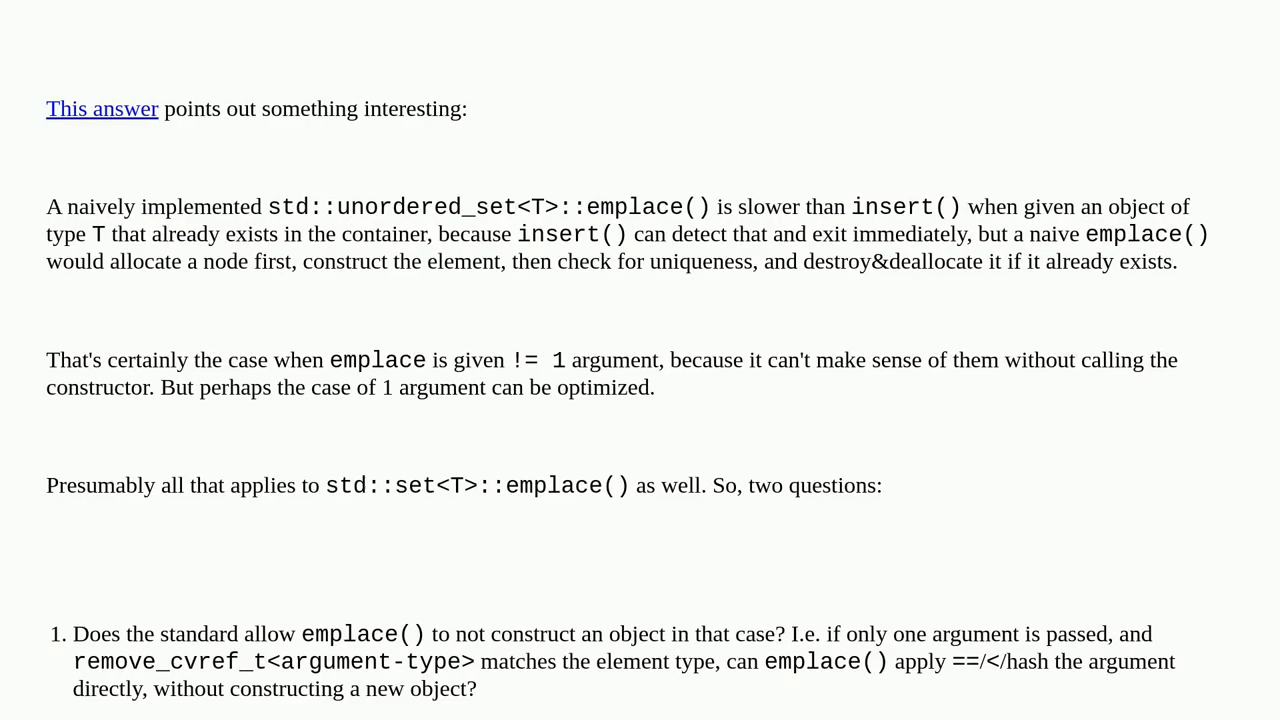 This answer points out something interesting:
A naively implemented std::unordered_set<T>::emplace() is slower than insert() when given an object of
type T that already exists in the container, because insert() can detect that and exit immediately, but a naive emplace()
would allocate a node first, construct the element, then check for uniqueness, and destroy&deallocate it if it already exists.
That's certainly the case when emplace is given != 1 argument, because it can't make sense of them without calling the
constructor. But perhaps the case of 1 argument can be optimized.
Presumably all that applies to std::set<T>::emplace() as well. So, two questions:
1. Does the standard allow emplace() to not construct an object in that case? I.e. if only one argument is passed, and
remove_cvref_t<argument-type> matches the element type, can emplace() apply ==/</hash the argument
directly, without constructing a new object?